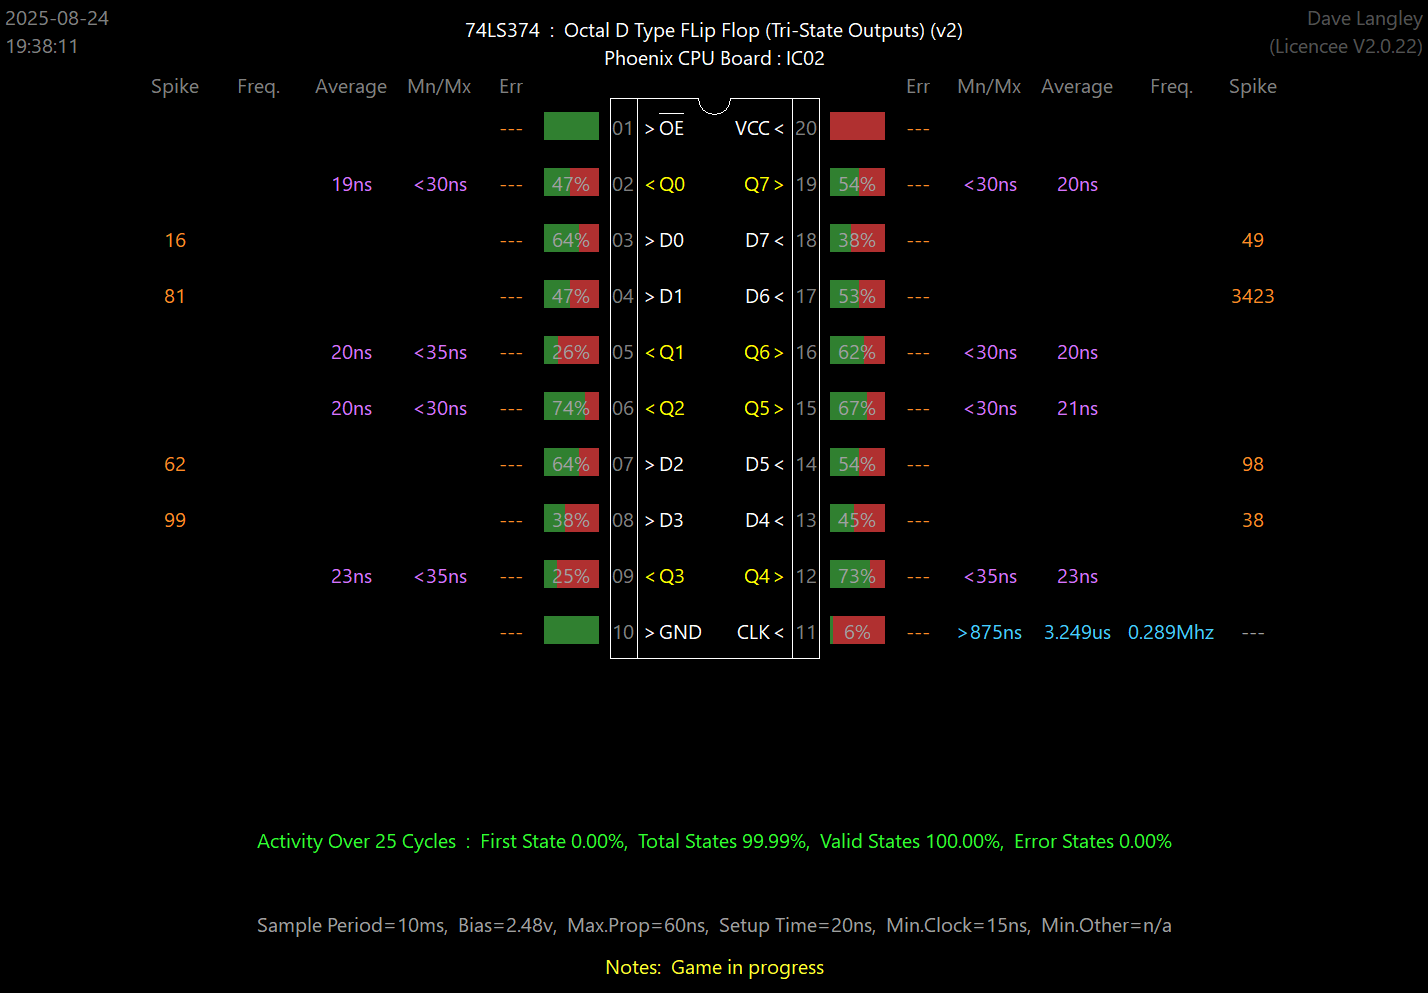 2025-08-24
19:38:11
74LS374 : Octal D Type FLip Flop (Tri-State Outputs) (v2)
Phoenix CPU Board : IC02
Dave Langley
(Licencee V2.0.22)
Spike Freq. Average Mn/Mx Err Err Mn/Mx Average Freq. Spike
--- 01 >OE VCC< 20 ---
19ns <30ns --- 47% 02 <Q0 Q7> 19 54% --- <30ns 20ns
16 --- 64% 03 >D0 D7< 18 38% --- 49
81 --- 47% 04 >D1 D6< 17 53% --- 3423
20ns <35ns --- 26% 05 <Q1 Q6> 16 62% --- <30ns 20ns
20ns <30ns --- 74% 06 <Q2 Q5> 15 67% --- <30ns 21ns
62 --- 64% 07 >D2 D5< 14 54% --- 98
99 --- 38% 08 >D3 D4< 13 45% --- 38
23ns <35ns --- 25% 09 <Q3 Q4> 12 73% --- <35ns 23ns
--- 10 >GND CLK< 11 6% --- >875ns 3.249us 0.289Mhz ---
Activity Over 25 Cycles : First State 0.00%, Total States 99.99%, Valid States 100.00%, Error States 0.00%
Sample Period=10ms, Bias=2.48v, Max.Prop=60ns, Setup Time=20ns, Min.Clock=15ns, Min.Other=n/a
Notes: Game in progress